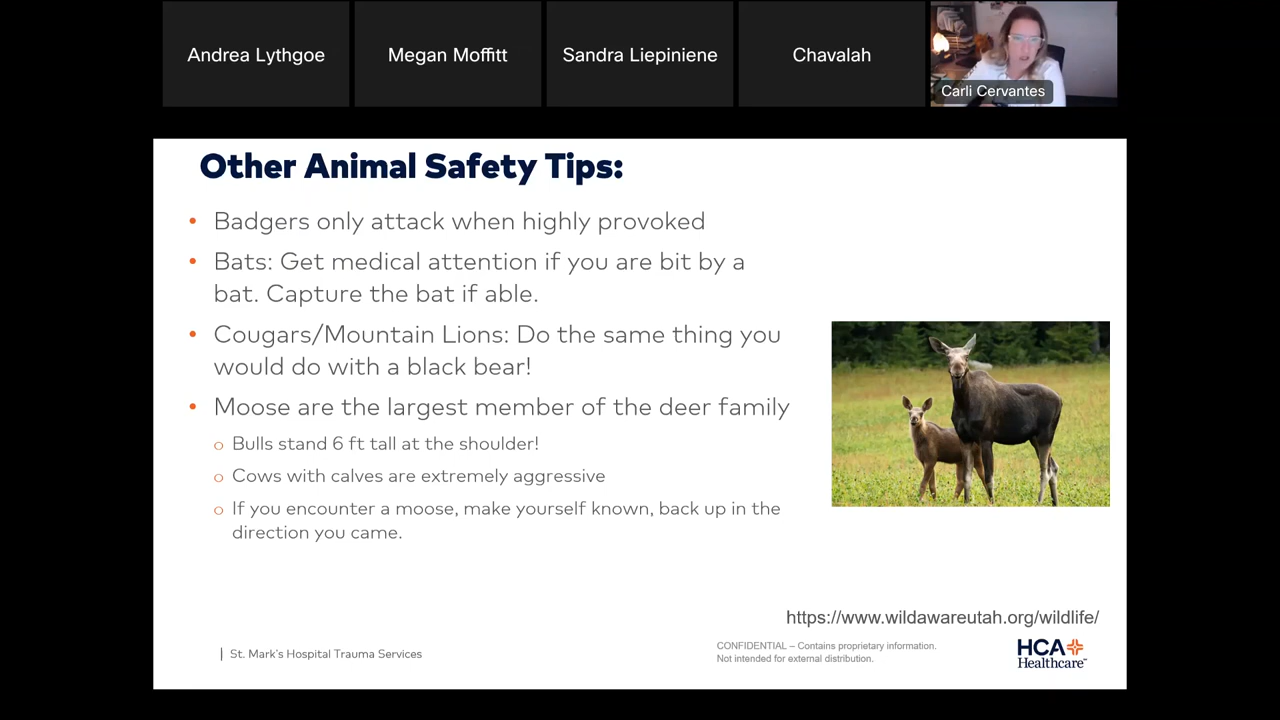 Andrea Lythgoe
Megan Moffitt
Sandra Liepiniene
Chavalah
Carli Cervantes
Other Animal Safety Tips:
• Badgers only attack when highly provoked
• Bats: Get medical attention if you are bit by a
bat. Capture the bat if able.
• Cougars/Mountain Lions: Do the same thing you
would do with a black bear!
• Moose are the largest member of the deer family
o Bulls stand 6 ft tall at the shoulder!
o Cows with calves are extremely aggressive
o If you encounter a moose, make yourself known, back up in the
direction you came.
https://www.wildawareutah.org/wildlife/
| St. Mark's Hospital Trauma Services
CONFIDENTIAL – Contains proprietary information.
Not intended for external distribution.
HCA
Healthcare™